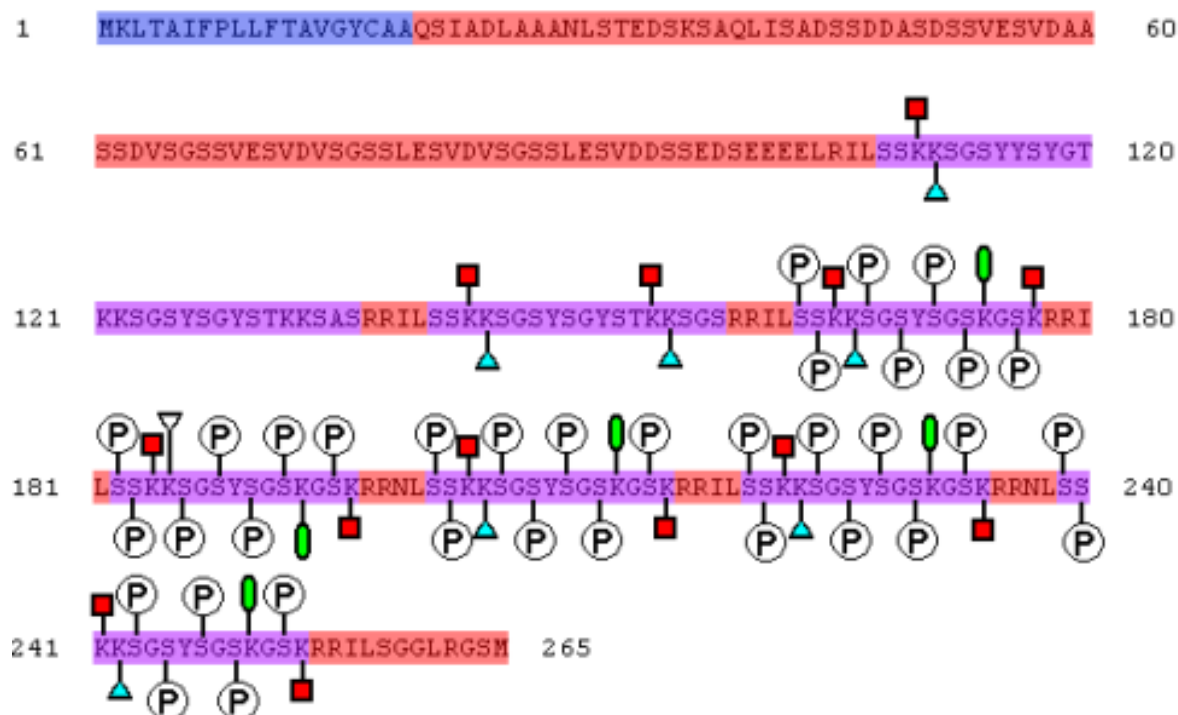 1 MKLTAIFPLLFTAVGYCAAQSIADLAAANLSTEDSKSAQLISADSSDDASDSSVESVDAA 60
61 SSDVSGSSVESVDVSGSSLESVDVSGSSLESVDDSSEDSEEEELRILSSKKSGSYYSYGT 120
P P P
121 KKSGSYSGYSTKKSASRRILSSKKSGSYSGYSTKKSGSRRILSSKKSGSYSGSKGSKRRI 180
P P P P
P P P P P P P P P P P P
181 LSSKKSGSYSGSKGSKRRNLSSKKSGSYSGSKGSKRRILSSKKSGSYSGSKGSKRRNLSS 240
P P P P P P P P P P
P P P
241 KKSGSYSGSKGSKRRILSGGLRGSM 265
P P